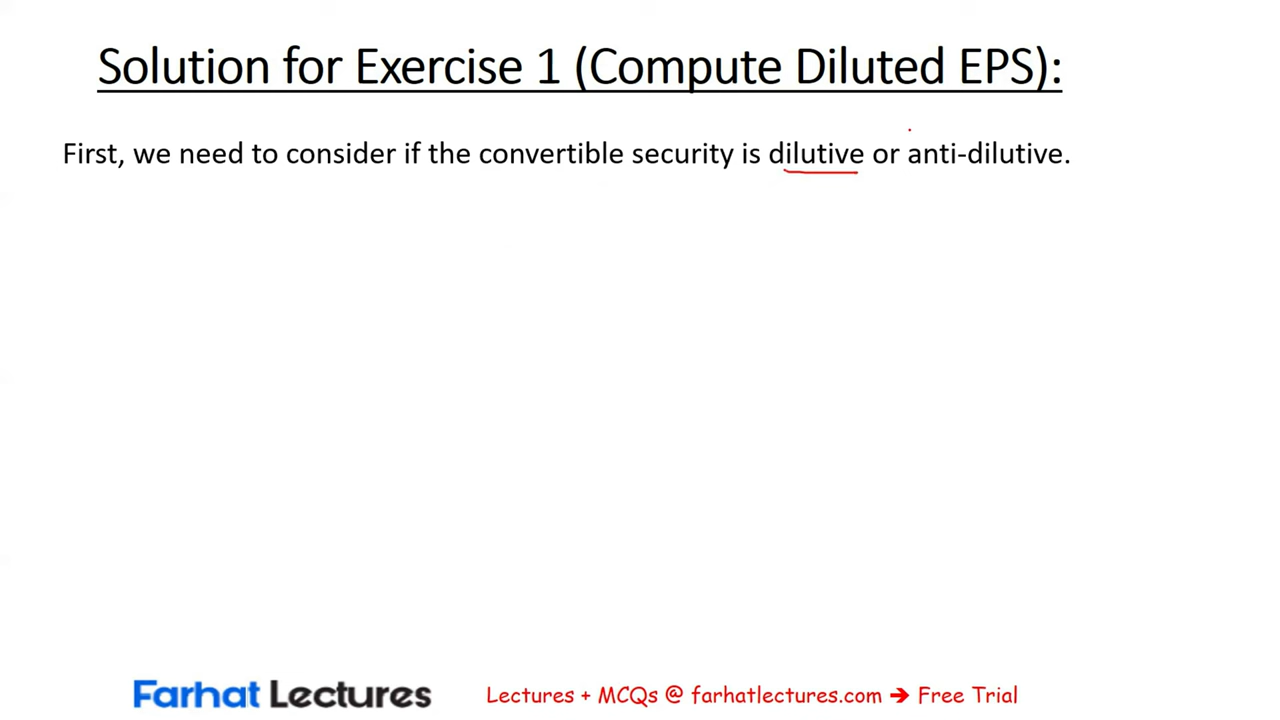 Solution for Exercise 1 (Compute Diluted EPS):
First, we need to consider if the convertible security is dilutive or anti-dilutive.
Farhat Lectures
Lectures + MCQs @ farhatlectures.com ➔ Free Trial